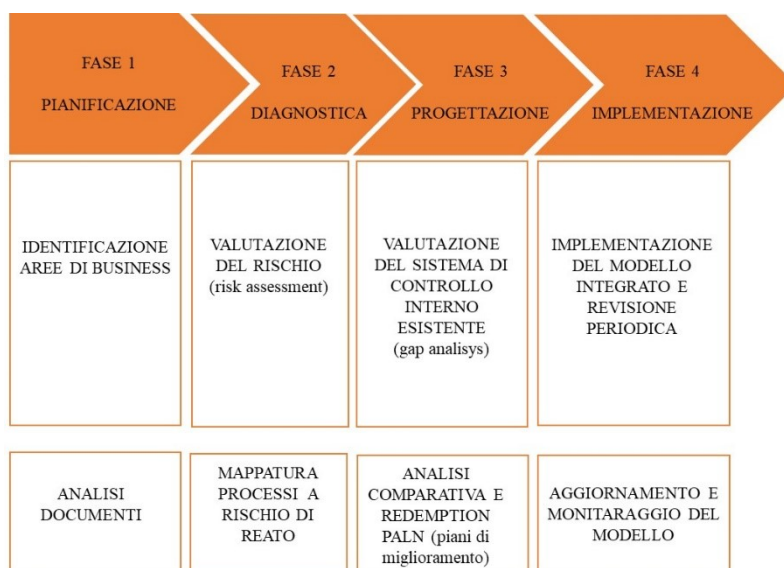 FASE 1
PIANIFICAZIONE
FASE 2
DIAGNOSTICA
FASE 3
PROGETTAZIONE
FASE 4
IMPLEMENTAZIONE
IDENTIFICAZIONE
AREE DI BUSINESS
VALUTAZIONE
DEL RISCHIO
(risk assessment)
VALUTAZIONE
DEL SISTEMA DI
CONTROLLO
INTERNO
ESISTENTE
(gap analisys)
IMPLEMENTAZIONE
DEL MODELLO
INTEGRATO E
REVISIONE
PERIODICA
ANALISI
DOCUMENTI
MAPPATURA
PROCESSI A
RISCHIO DI
REATO
ANALISI
COMPARATIVA E
REDEMPTION
PALN (piani di
miglioramento)
AGGIORNAMENTO E
MONITARAGGIO DEL
MODELLO